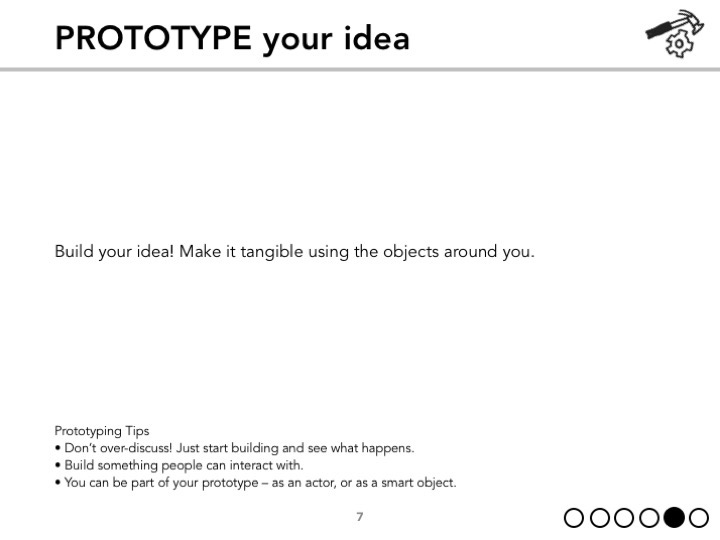 PROTOTYPE your idea
Build your idea! Make it tangible using the objects around you.
Prototyping Tips
• Don’t over-discuss! Just start building and see what happens.
• Build something people can interact with.
• You can be part of your prototype – as an actor, or as a smart object.
7